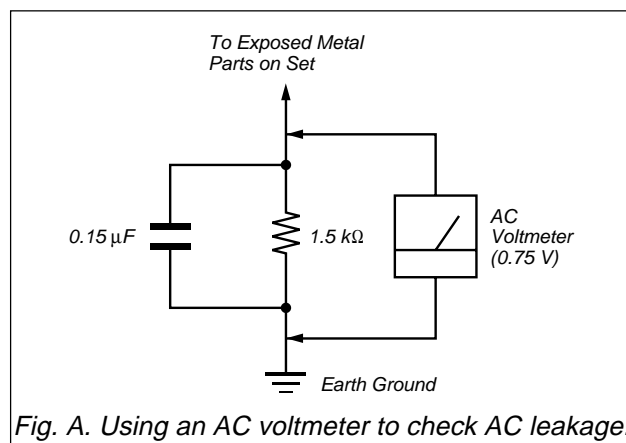 To Exposed Metal
Parts on Set
0.15 µF
1.5 kΩ
AC
Voltmeter
(0.75 V)
Earth Ground
Fig. A. Using an AC voltmeter to check AC leakage.